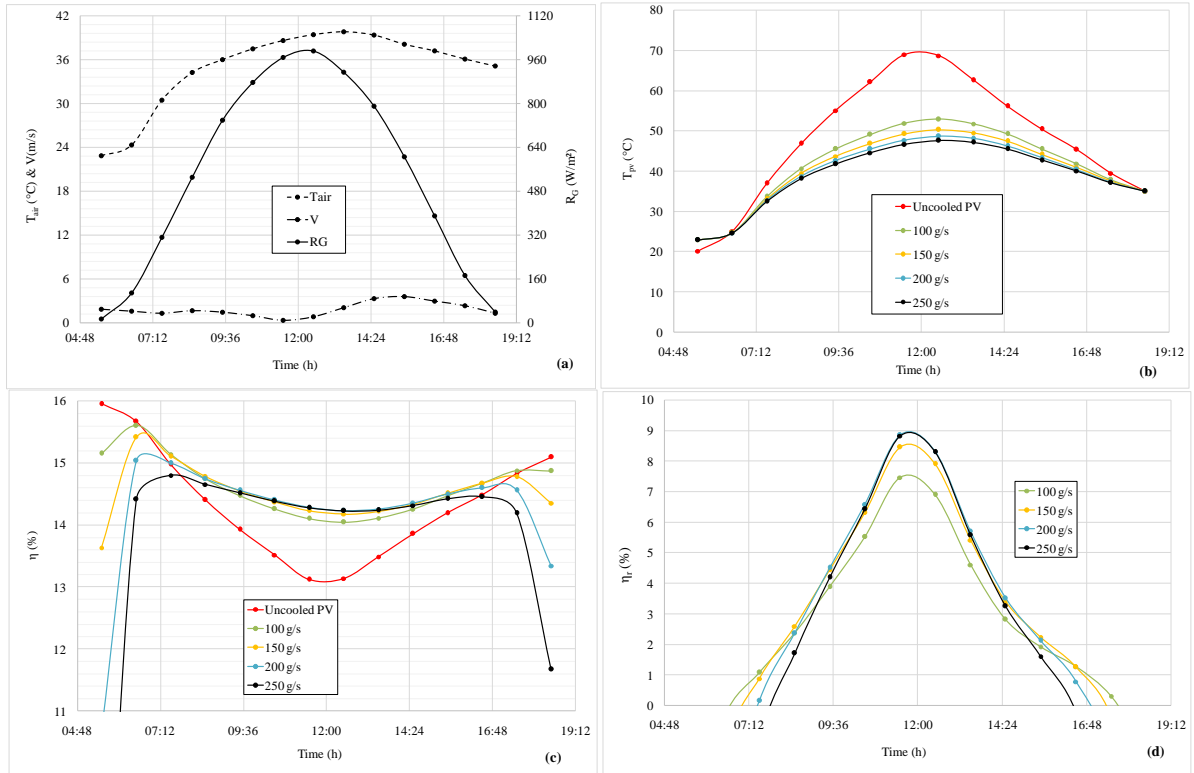 42
36
30
24
18
12
6
0
T_air (°C) & V(m/s)
1120
960
800
640
480
320
160
0
R_G (W/m²)
Tair
V
RG
04:48 07:12 09:36 12:00 14:24 16:48 19:12
Time (h)
(a)
80
70
60
50
40
30
20
10
0
T_pv (°C)
Uncooled PV
100 g/s
150 g/s
200 g/s
250 g/s
04:48 07:12 09:36 12:00 14:24 16:48 19:12
Time (h)
(b)
16
15
14
13
12
11
η (%)
Uncooled PV
100 g/s
150 g/s
200 g/s
250 g/s
04:48 07:12 09:36 12:00 14:24 16:48 19:12
Time (h)
(c)
10
9
8
7
6
5
4
3
2
1
0
η_r (%)
100 g/s
150 g/s
200 g/s
250 g/s
04:48 07:12 09:36 12:00 14:24 16:48 19:12
Time (h)
(d)